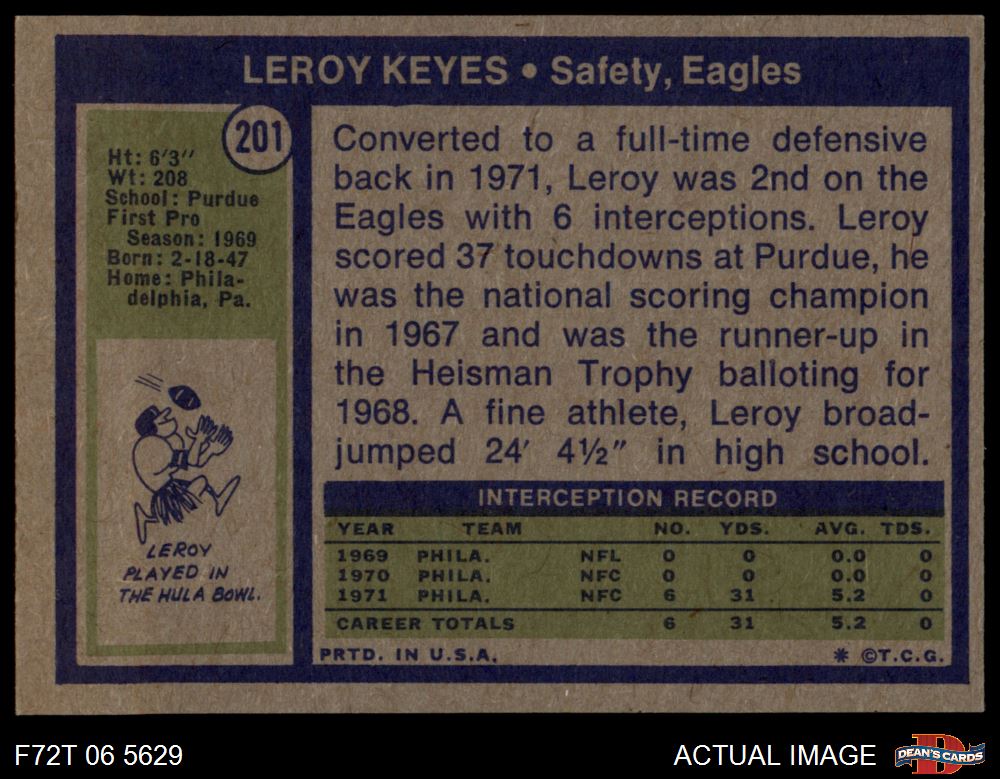 LEROY KEYES • Safety, Eagles
201
Ht: 6'3"
Wt: 208
School: Purdue
First Pro
Season: 1969
Born: 2-18-47
Home: Phila-
delphia, Pa.
LEROY
PLAYED IN
THE HULA BOWL.
Converted to a full-time defensive
back in 1971, Leroy was 2nd on the
Eagles with 6 interceptions. Leroy
scored 37 touchdowns at Purdue, he
was the national scoring champion
in 1967 and was the runner-up in
the Heisman Trophy balloting for
1968. A fine athlete, Leroy broad-
jumped 24' 4½" in high school.
INTERCEPTION RECORD
YEAR TEAM NO. YDS. AVG. TDS.
1969 PHILA. NFL 0 0 0.0 0
1970 PHILA. NFC 0 0 0.0 0
1971 PHILA. NFC 6 31 5.2 0
CAREER TOTALS 6 31 5.2 0
PRTD. IN U.S.A. * ©T.C.G.
F72T 06 5629
ACTUAL IMAGE
DEAN'S CARDS